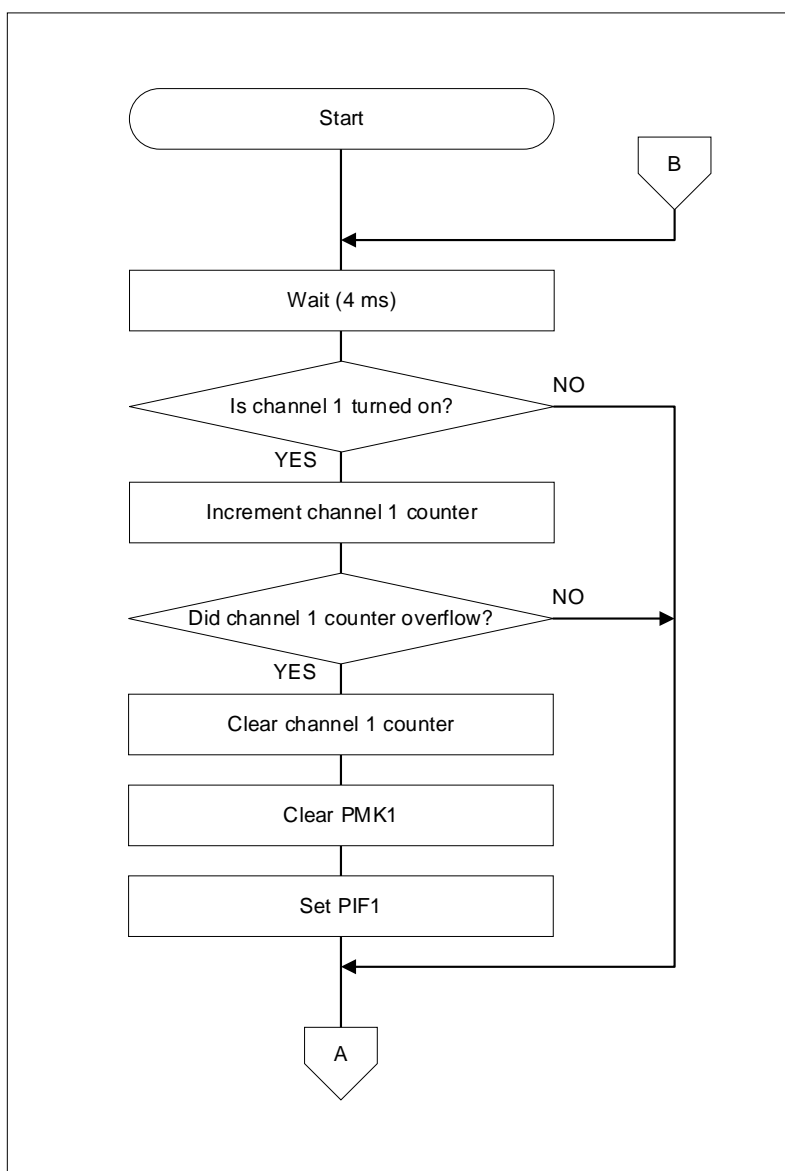 Start
B
Wait (4 ms)
Is channel 1 turned on?
NO
YES
Increment channel 1 counter
Did channel 1 counter overflow?
NO
YES
Clear channel 1 counter
Clear PMK1
Set PIF1
A